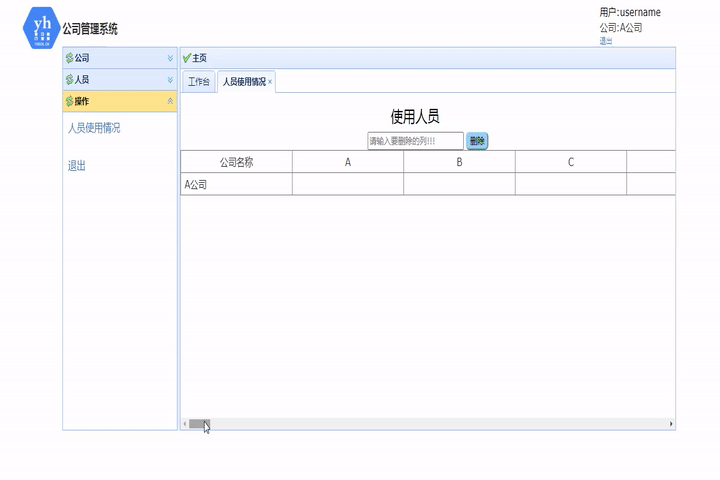 yh
公司管理系统
用户:username
公司:A公司
退出
公司
人员
操作
人员使用情况
退出
主页
工作台
人员使用情况 ×
使用人员
请输入要删除的列!!! 删除
公司名称 A B C
A公司